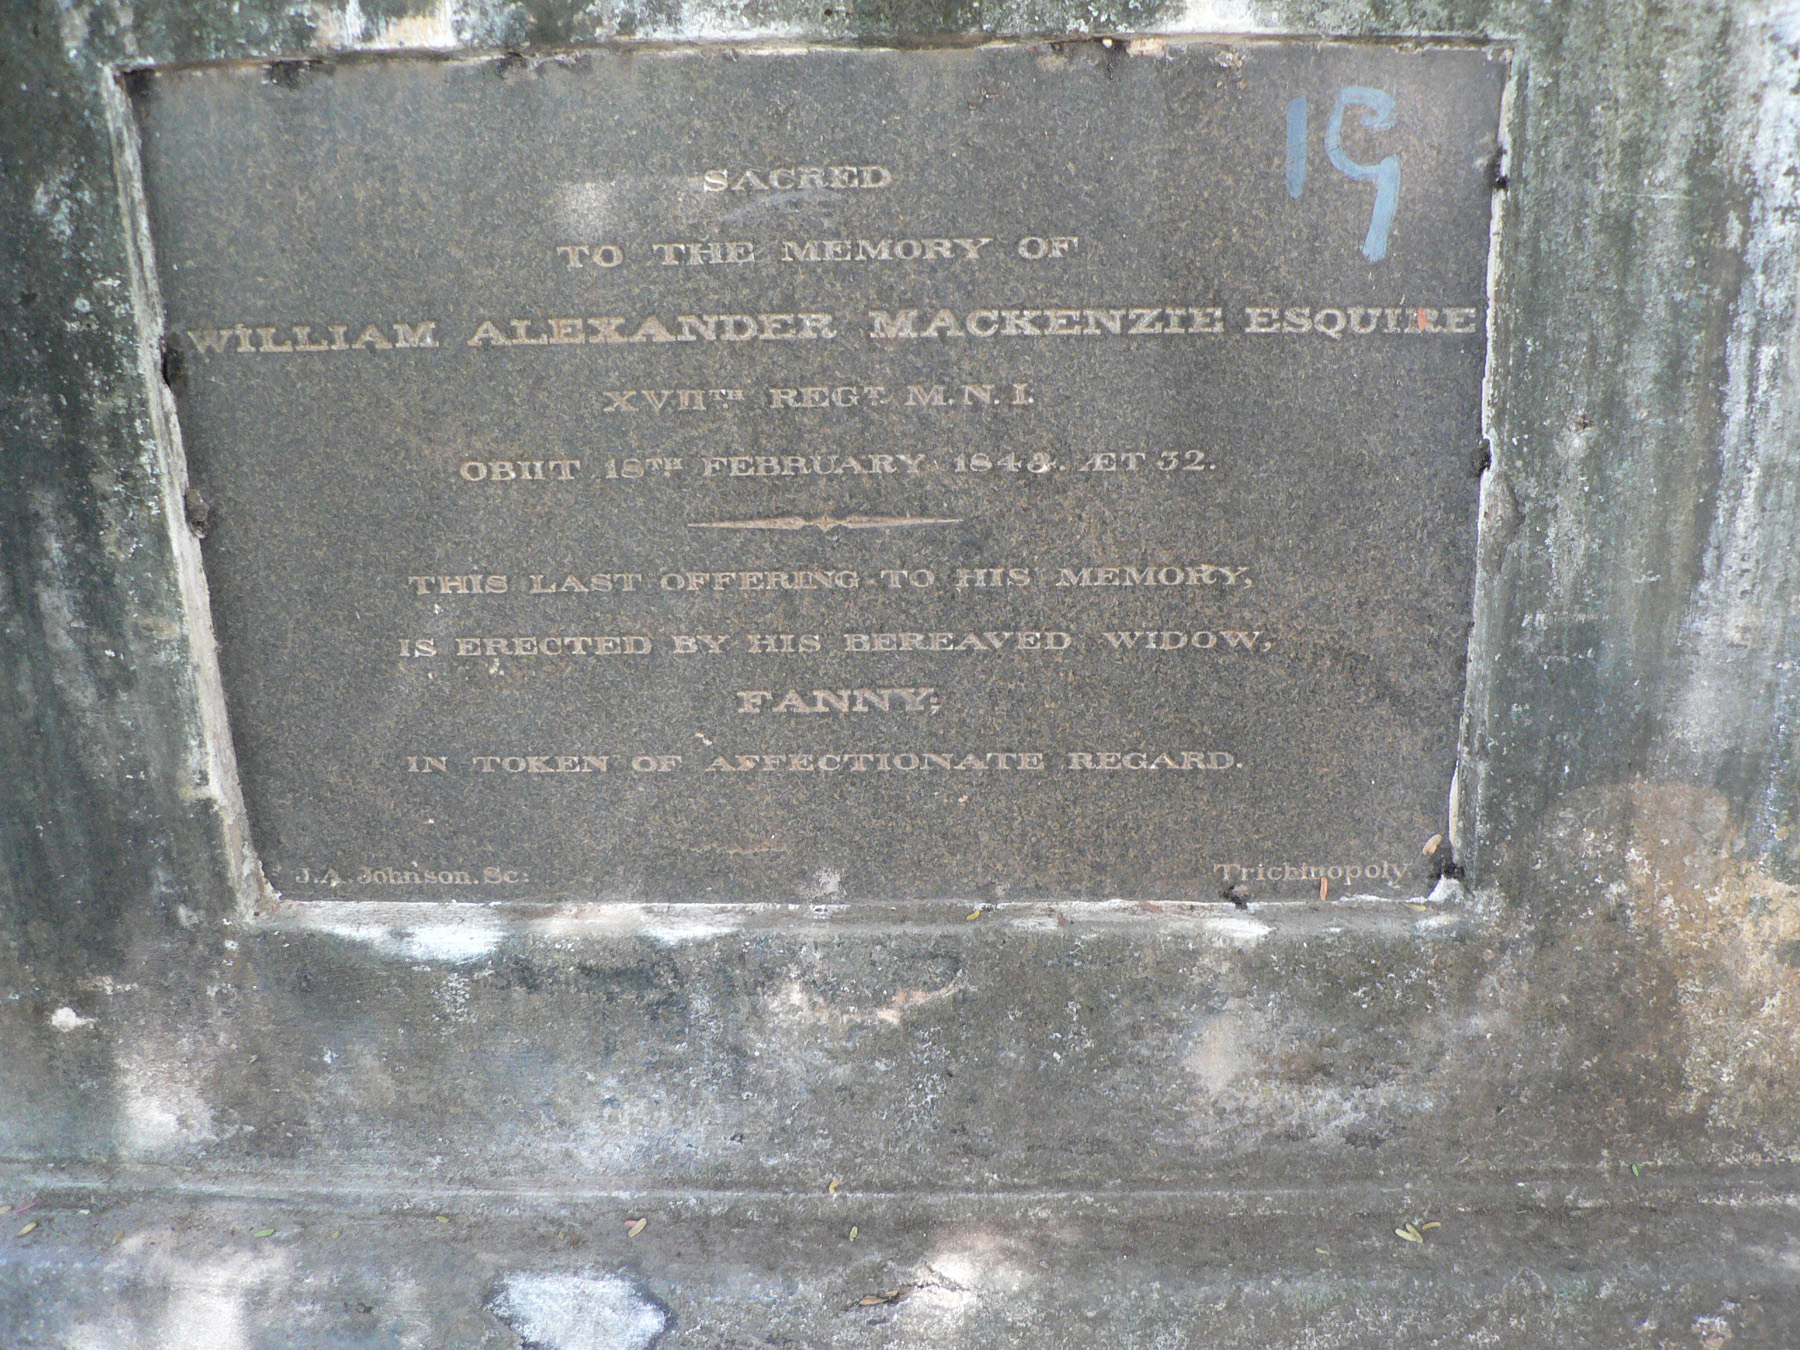 19
SACRED
TO THE MEMORY OF
WILLIAM ALEXANDER MACKENZIE ESQUIRE
XVIITH REGT. M.N.I.
OBIIT 18TH FEBRUARY 1843. ÆT 32.
THIS LAST OFFERING TO HIS MEMORY,
IS ERECTED BY HIS BEREAVED WIDOW,
FANNY;
IN TOKEN OF AFFECTIONATE REGARD.
J.A. Johnson. Sc:
Trichinopoly